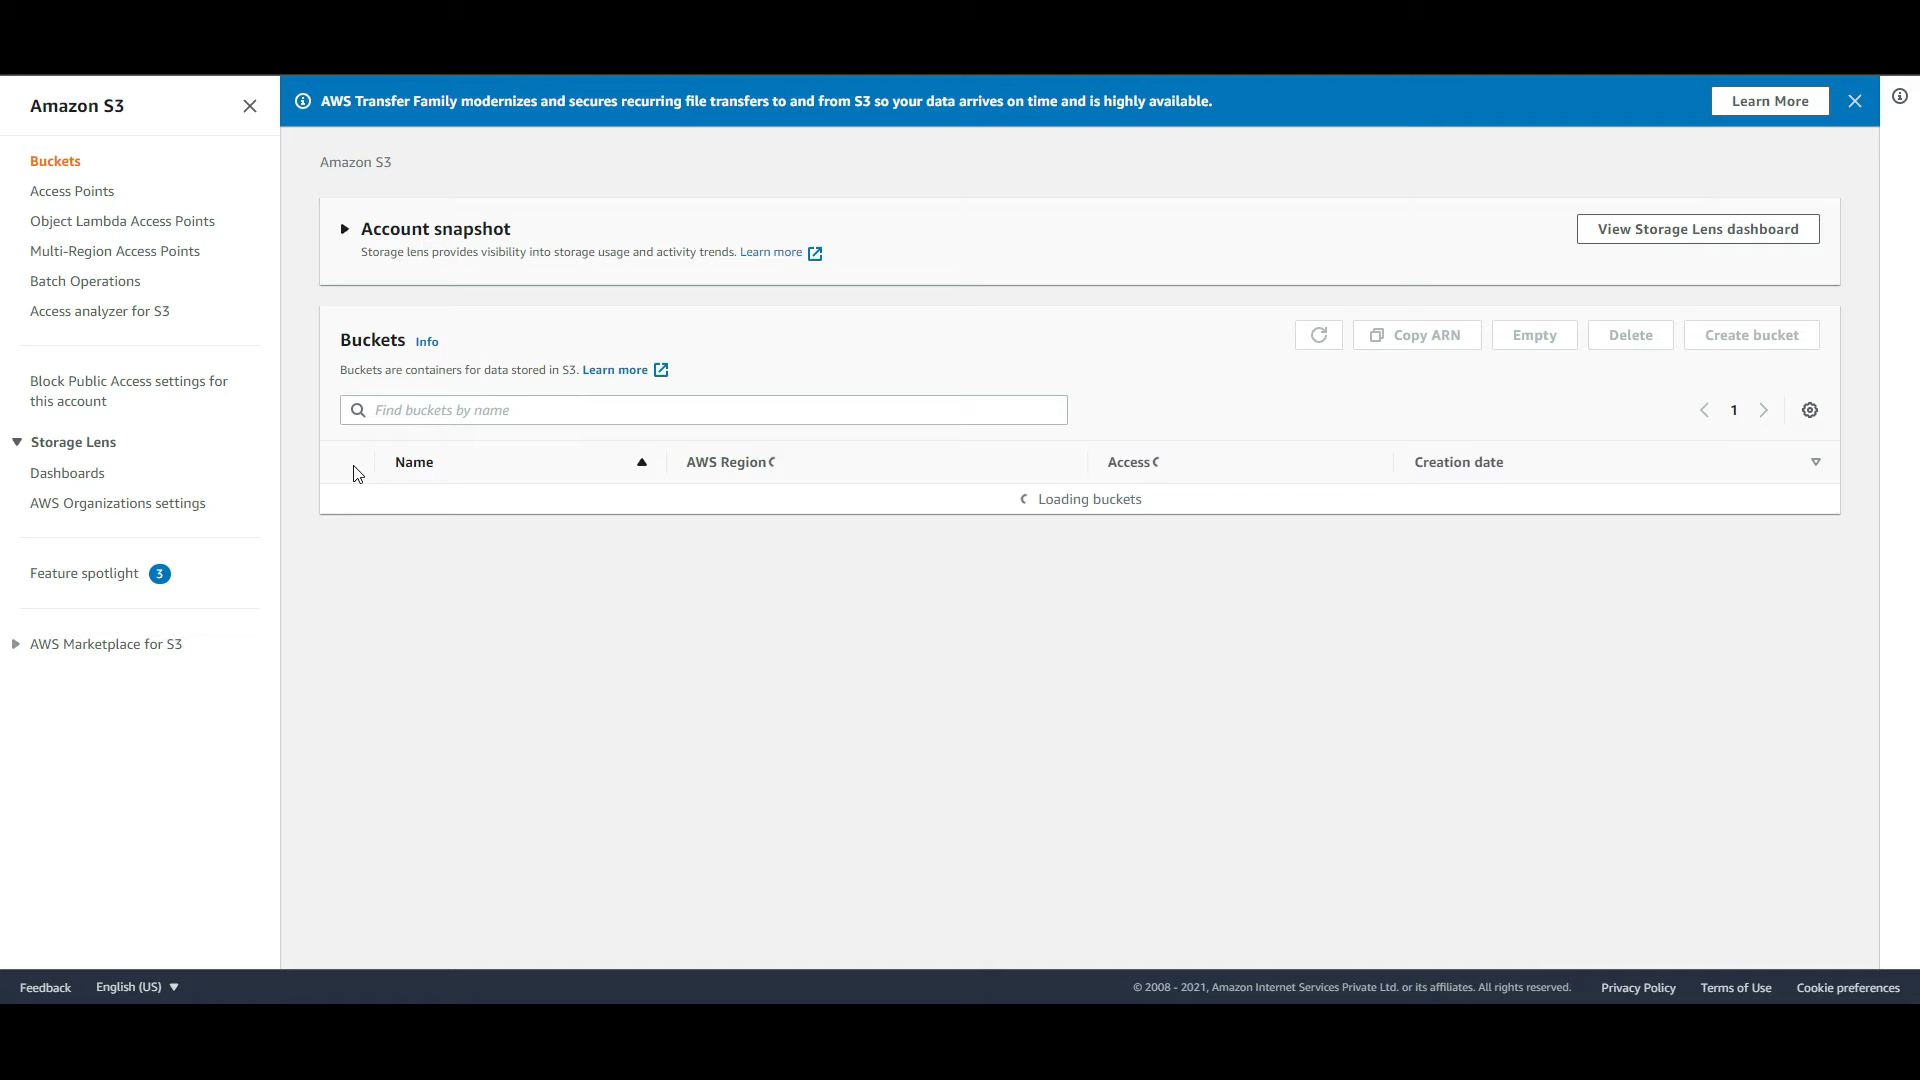 Amazon S3
AWS Transfer Family modernizes and secures recurring file transfers to and from S3 so your data arrives on time and is highly available.
Learn More
Buckets
Access Points
Object Lambda Access Points
Multi-Region Access Points
Batch Operations
Access analyzer for S3
Block Public Access settings for
this account
Storage Lens
Dashboards
AWS Organizations settings
Feature spotlight 3
AWS Marketplace for S3
Amazon S3
Account snapshot
Storage lens provides visibility into storage usage and activity trends. Learn more
View Storage Lens dashboard
Buckets Info
Buckets are containers for data stored in S3. Learn more
Copy ARN
Empty
Delete
Create bucket
Find buckets by name
1
Name AWS Region Access Creation date
Loading buckets
Feedback English (US) © 2008 - 2021, Amazon Internet Services Private Ltd. or its affiliates. All rights reserved. Privacy Policy Terms of Use Cookie preferences